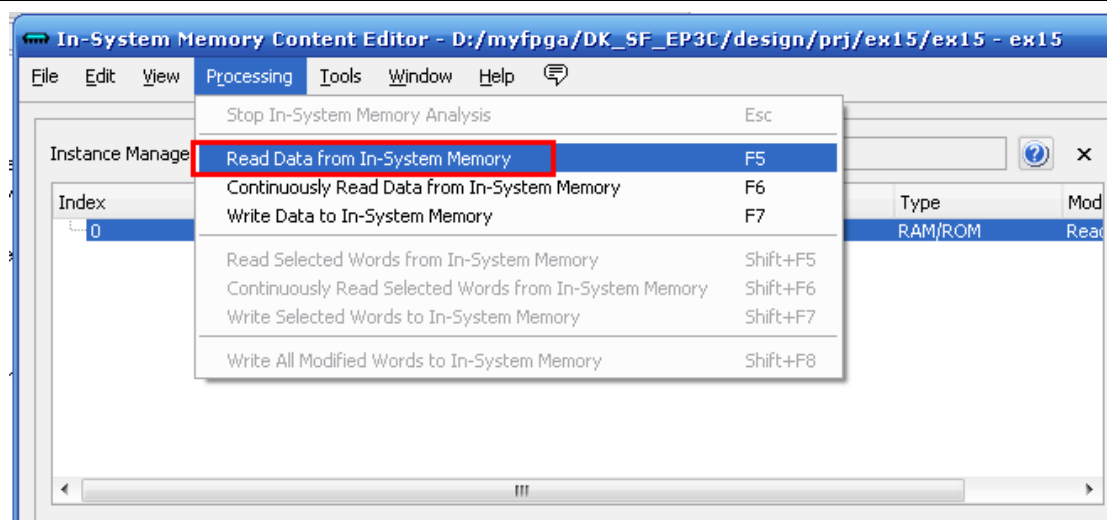 In-System Memory Content Editor - D:/myfpga/DK_SF_EP3C/design/prj/ex15/ex15 - ex15
File Edit View Processing Tools Window Help
Stop In-System Memory Analysis Esc
Instance Manage
Read Data from In-System Memory F5
Continuously Read Data from In-System Memory F6
Index Type Mod
Write Data to In-System Memory F7
0 RAM/ROM Read
Read Selected Words from In-System Memory Shift+F5
Continuously Read Selected Words from In-System Memory Shift+F6
Write Selected Words to In-System Memory Shift+F7
Write All Modified Words to In-System Memory Shift+F8